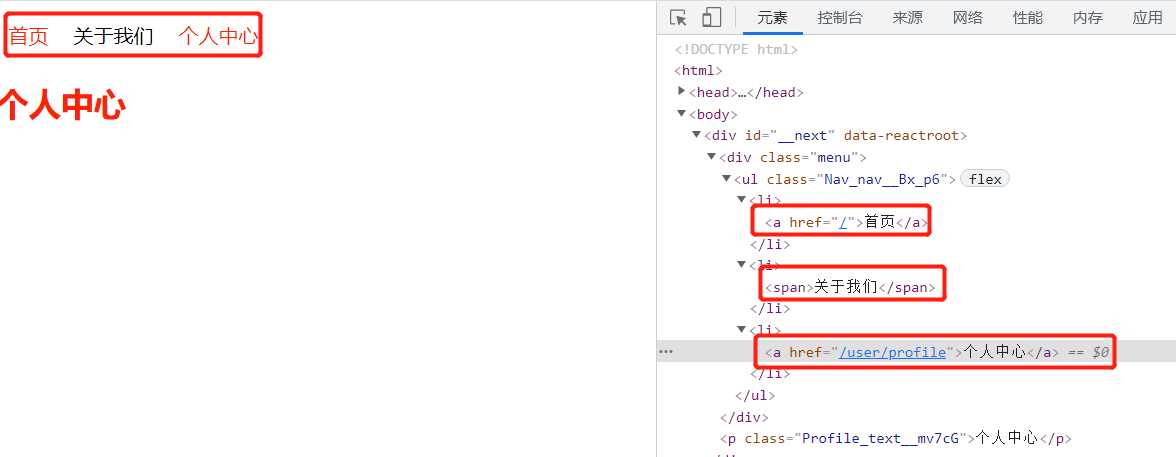 首页 关于我们 个人中心
个人中心
元素 控制台 来源 网络 性能 内存 应用
<!DOCTYPE html>
<html>
<head>…</head>
<body>
<div id="__next" data-reactroot>
<div class="menu">
<ul class="Nav_nav__Bx_p6"> flex
<li>
<a href="/">首页</a>
</li>
<li>
<span>关于我们</span>
</li>
<li>
<a href="/user/profile">个人中心</a> == $0
</li>
</ul>
</div>
<p class="Profile_text__mv7cG">个人中心</p>